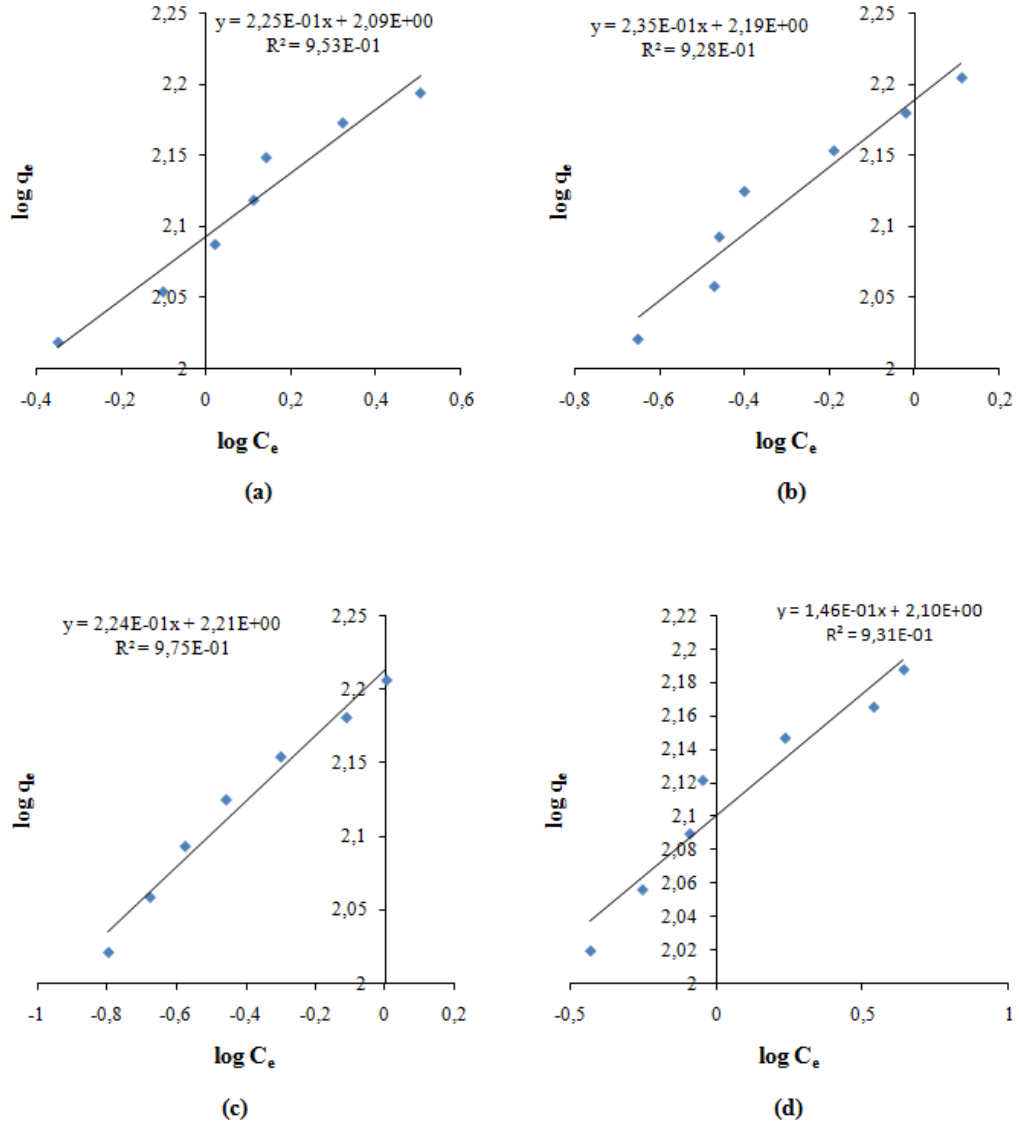 y = 2,25E-01x + 2,09E+00
R² = 9,53E-01
2,25
2,2
2,15
2,1
2,05
2
log qₑ
-0,4
-0,2
0
0,2
0,4
0,6
log Cₑ
(a)
y = 2,35E-01x + 2,19E+00
R² = 9,28E-01
2,25
2,2
2,15
2,1
2,05
2
log qₑ
-0,8
-0,6
-0,4
-0,2
0
0,2
log Cₑ
(b)
y = 2,24E-01x + 2,21E+00
R² = 9,75E-01
2,25
2,2
2,15
2,1
2,05
2
log qₑ
-1
-0,8
-0,6
-0,4
-0,2
0
0,2
log Cₑ
(c)
y = 1,46E-01x + 2,10E+00
R² = 9,31E-01
2,22
2,2
2,18
2,16
2,14
2,12
2,1
2,08
2,06
2,04
2,02
2
log qₑ
-0,5
0
0,5
1
log Cₑ
(d)